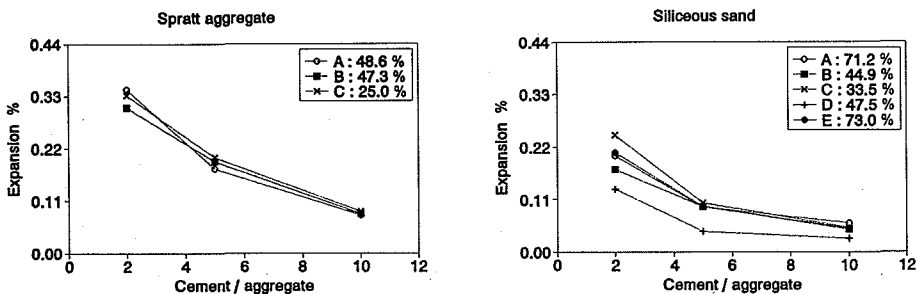 Spratt aggregate
0.44
0.33
0.22
0.11
0.00
Expansion %
A : 48.6 %
B : 47.3 %
C : 25.0 %
0 2 4 6 8 10 12
Cement / aggregate
Siliceous sand
0.44
0.33
0.22
0.11
0.00
Expansion %
A : 71.2 %
B : 44.9 %
C : 33.5 %
D : 47.5 %
E : 73.0 %
0 2 4 6 8 10 12
Cement / aggregate